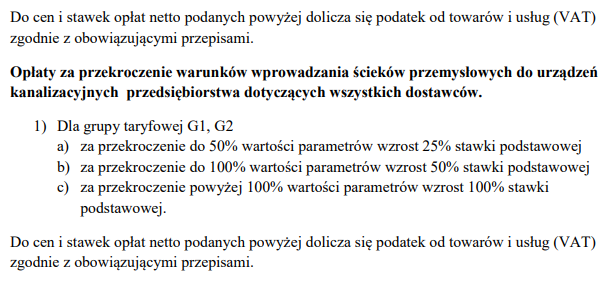 Do cen i stawek opłat netto podanych powyżej dolicza się podatek od towarów i usług (VAT)
zgodnie z obowiązującymi przepisami.
Opłaty za przekroczenie warunków wprowadzania ścieków przemysłowych do urządzeń
kanalizacyjnych przedsiębiorstwa dotyczących wszystkich dostawców.
1) Dla grupy taryfowej G1, G2
a) za przekroczenie do 50% wartości parametrów wzrost 25% stawki podstawowej
b) za przekroczenie do 100% wartości parametrów wzrost 50% stawki podstawowej
c) za przekroczenie powyżej 100% wartości parametrów wzrost 100% stawki
podstawowej.
Do cen i stawek opłat netto podanych powyżej dolicza się podatek od towarów i usług (VAT)
zgodnie z obowiązującymi przepisami.